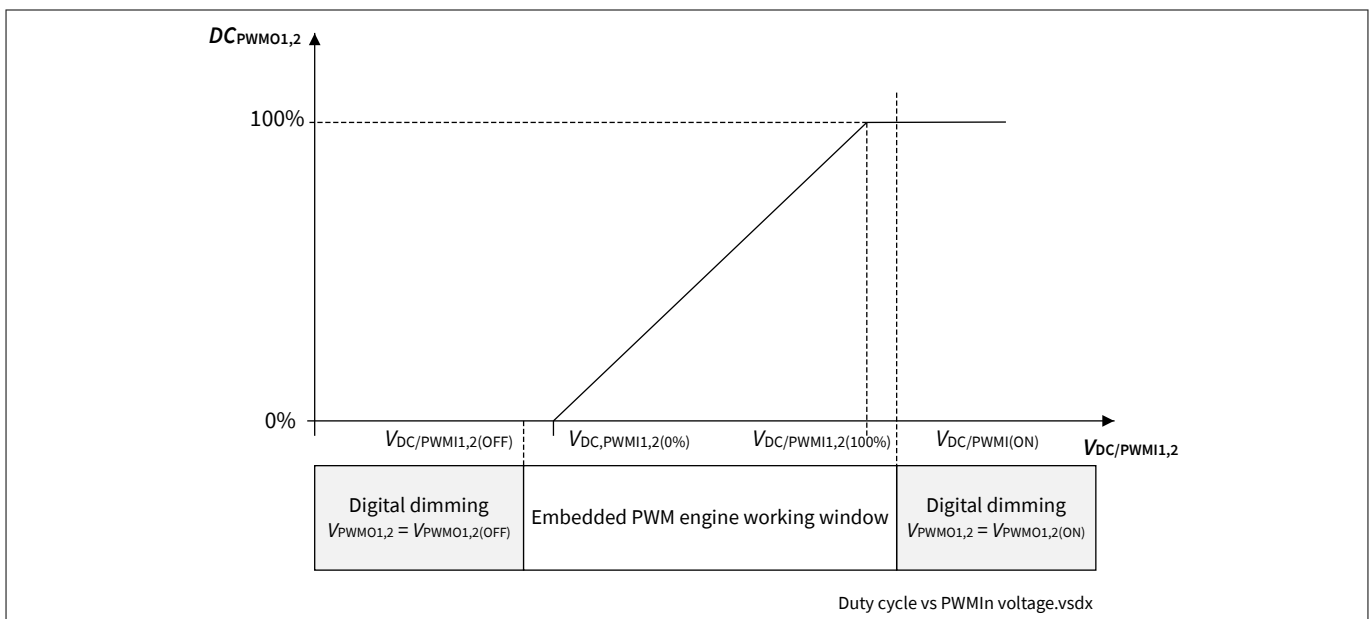 DCPWMO1,2
100%
0%
VDC/PWMI1,2(OFF)
VDC,PWMI1,2(0%)
VDC/PWMI1,2(100%)
VDC/PWMI(ON)
VDC/PWMI1,2
Digital dimming
VPWMO1,2 = VPWMO1,2(OFF)
Embedded PWM engine working window
Digital dimming
VPWMO1,2 = VPWMO1,2(ON)
Duty cycle vs PWMIn voltage.vsdx